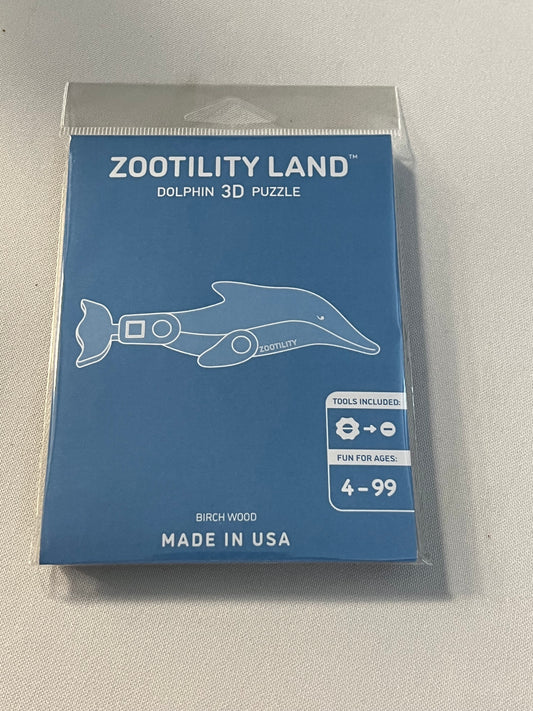 ZOOTILITY LAND™
DOLPHIN 3D PUZZLE
ZOOTILITY
TOOLS INCLUDED:
FUN FOR AGES:
4-99
BIRCH WOOD
MADE IN USA